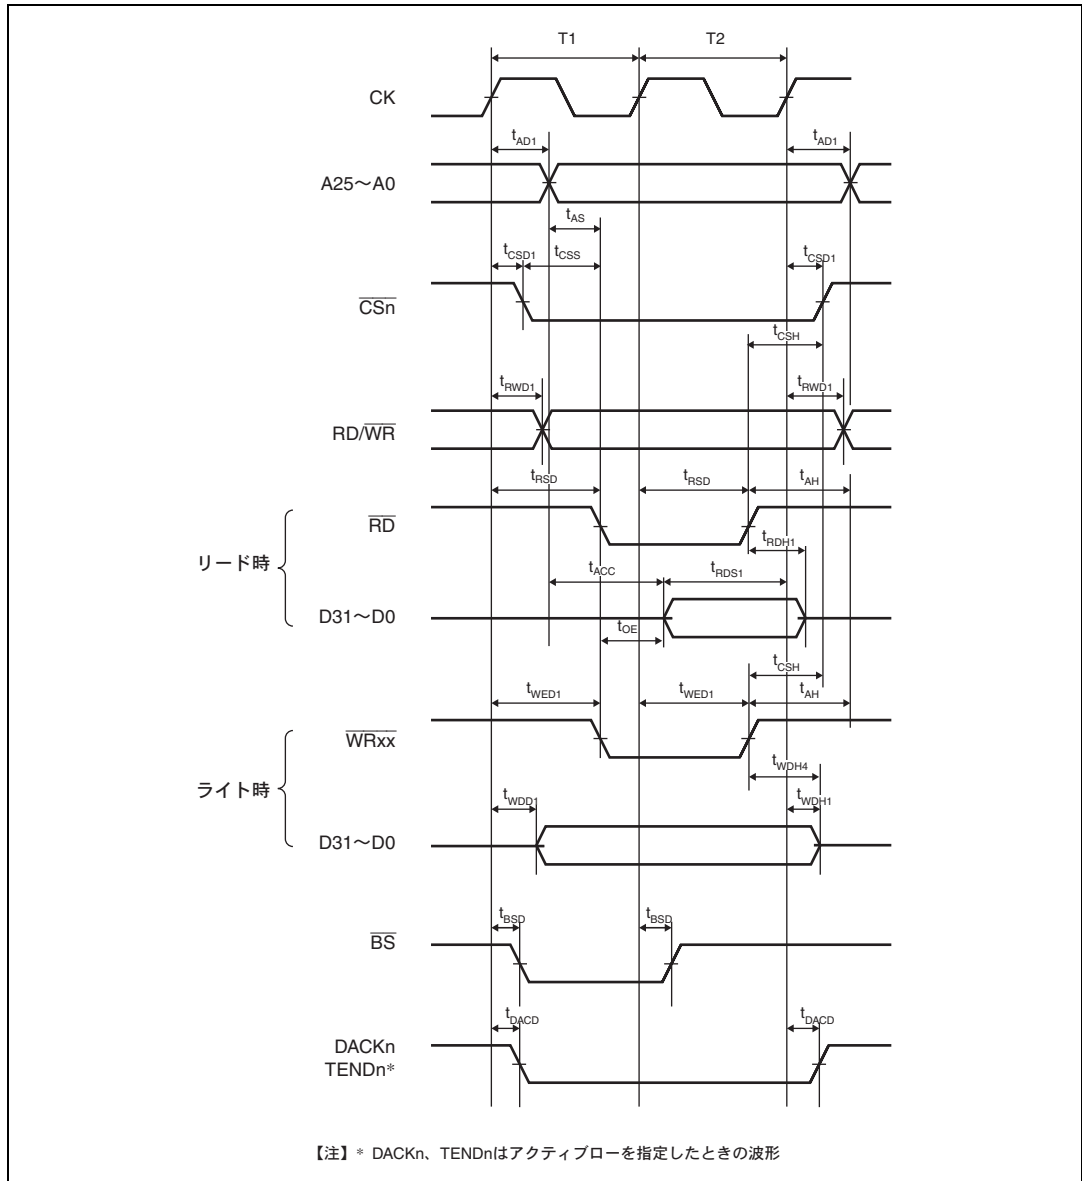 T1 T2
CK
tAD1 tAD1
A25～A0
tAS
tCSD1 tCSS tCSD1
CSn
tCSH
tRWD1 tRWD1
RD/WR
tRSD tRSD tAH
RD
tRDH1
リード時
tACC tRDS1
D31～D0
tOE
tCSH
tWED1 tWED1 tAH
WRxx
tWDH4
ライト時
tWDD1 tWDH1
D31～D0
tBSD tBSD
BS
tDACD tDACD
DACKn
TENDn*
【注】* DACKn、TENDnはアクティブローを指定したときの波形